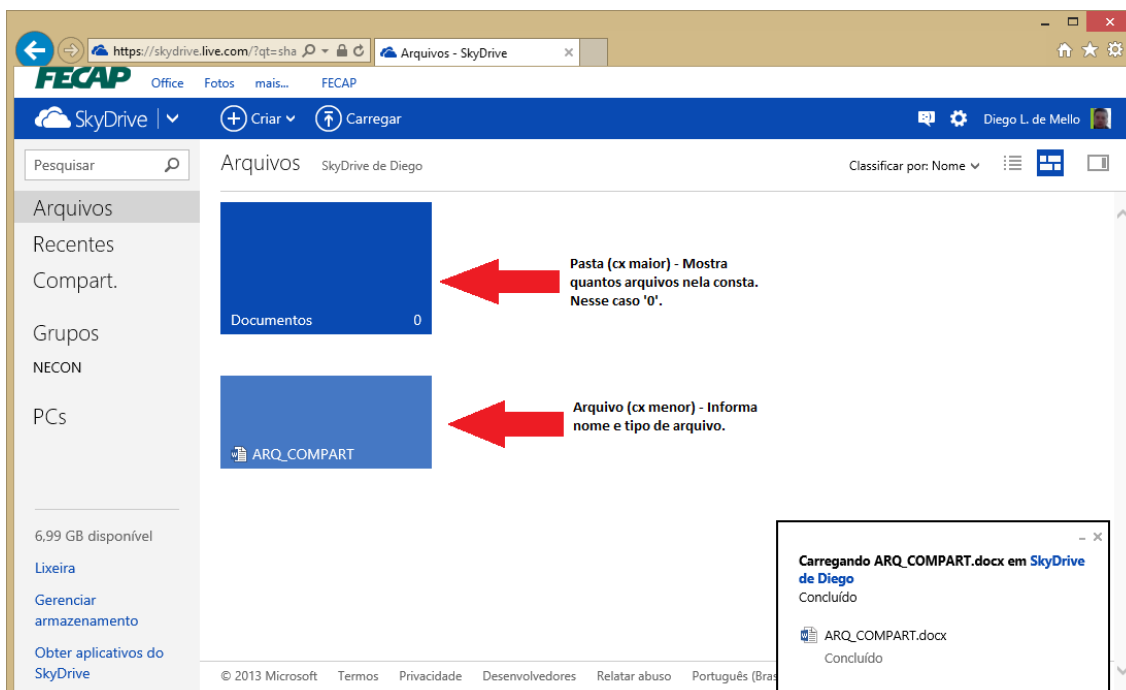 https://skydrive.live.com/?qt=sha
Arquivos - SkyDrive
FECAP
Office Fotos mais... FECAP
SkyDrive
Criar
Carregar
Diego L. de Mello
Pesquisar
Arquivos SkyDrive de Diego
Classificar por: Nome
Arquivos
Recentes
Compart.
Grupos
NECON
PCs
6,99 GB disponível
Lixeira
Gerenciar
armazenamento
Obter aplicativos do
SkyDrive
Documentos 0
Pasta (cx maior) - Mostra
quantos arquivos nela consta.
Nesse caso '0'.
ARQ_COMPART
Arquivo (cx menor) - Informa
nome e tipo de arquivo.
Carregando ARQ_COMPART.docx em SkyDrive
de Diego
Concluído
ARQ_COMPART.docx
Concluído
© 2013 Microsoft Termos Privacidade Desenvolvedores Relatar abuso Português (Bras